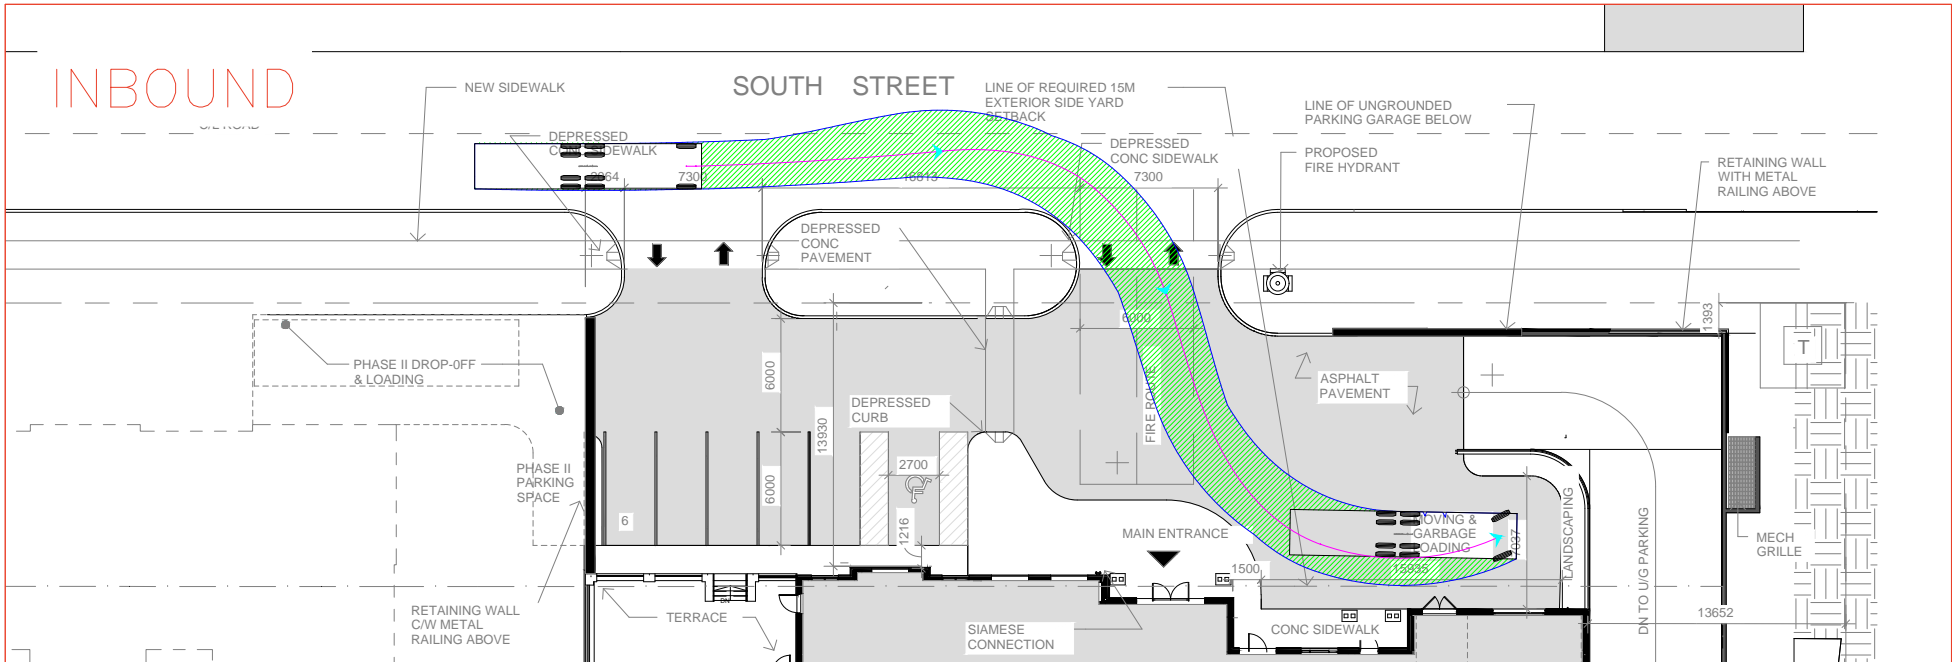 INBOUND
C/L ROAD
NEW SIDEWALK
SOUTH STREET
LINE OF REQUIRED 15M
EXTERIOR SIDE YARD
SETBACK
LINE OF UNGROUNDED
PARKING GARAGE BELOW
DEPRESSED
CONC SIDEWALK
DEPRESSED
CONC SIDEWALK
PROPOSED
FIRE HYDRANT
RETAINING WALL
WITH METAL
RAILING ABOVE
7300
16813
7300
DEPRESSED
CONC
PAVEMENT
6000
1393
T
PHASE II DROP-0FF
& LOADING
6000
13930
DEPRESSED
CURB
FIRE ROUTE
ASPHALT
PAVEMENT
PHASE II
PARKING
SPACE
6
6000
2700
1216
MAIN ENTRANCE
MOVING &
GARBAGE
LOADING
7037
LANDSCAPING
DN TO U/G PARKING
MECH
GRILLE
1500
15935
13652
RETAINING WALL
C/W METAL
RAILING ABOVE
TERRACE
DN
SIAMESE
CONNECTION
CONC SIDEWALK